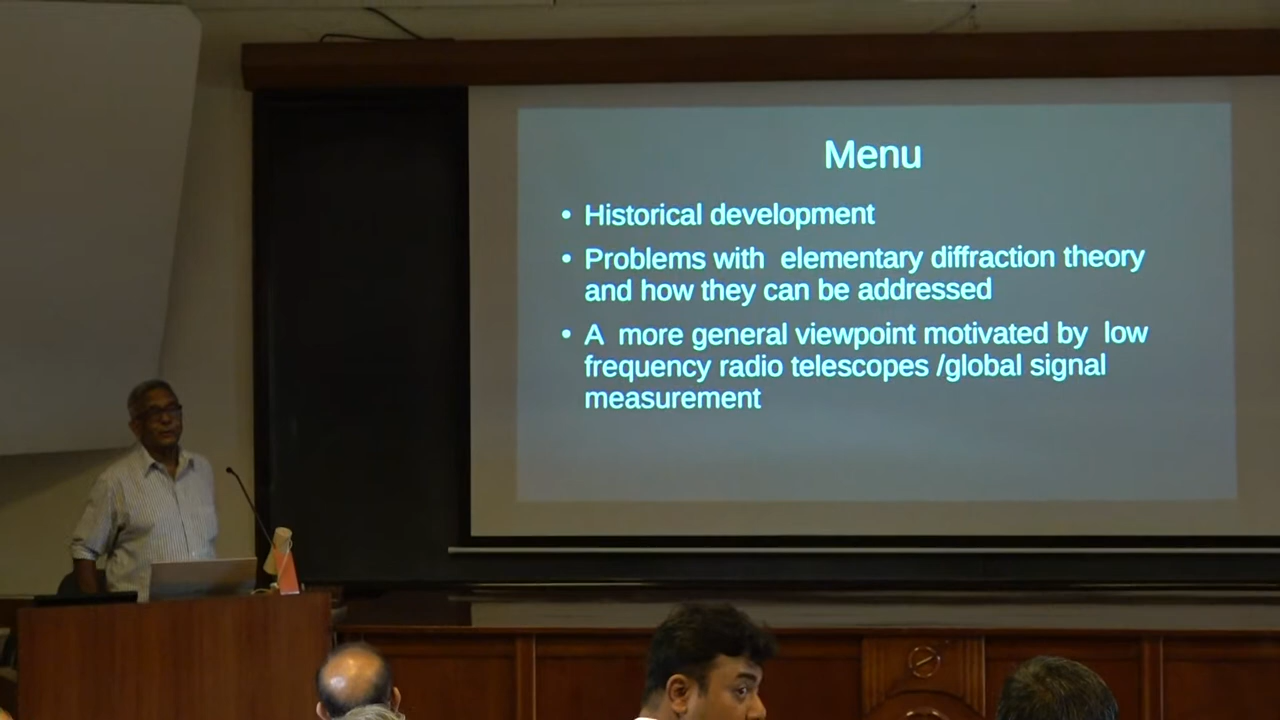 Menu
• Historical development
• Problems with  elementary diffraction theory
and how they can be addressed
• A  more general viewpoint motivated by  low
frequency radio telescopes /global signal
measurement